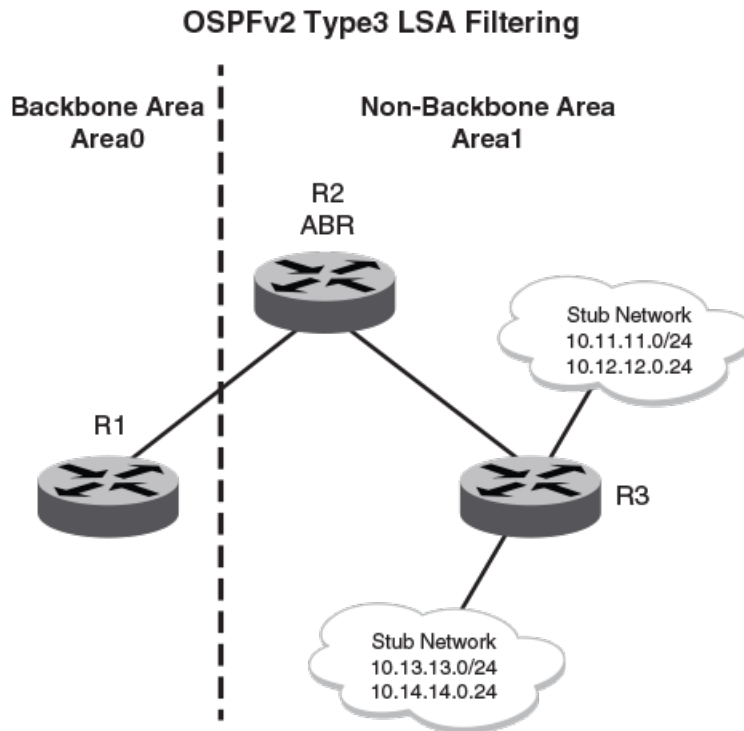 OSPFv2 Type3 LSA Filtering
Backbone Area
Area0
Non-Backbone Area
Area1
R2
ABR
Stub Network
10.11.11.0/24
10.12.12.0.24
R1
R3
Stub Network
10.13.13.0/24
10.14.14.0.24